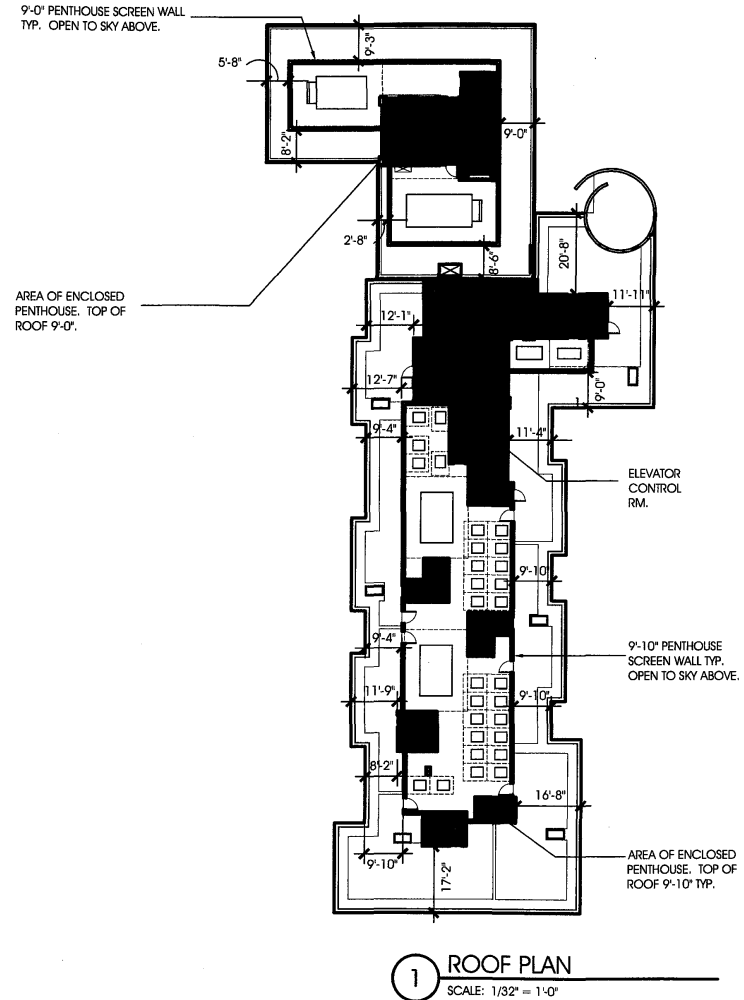 9'-0" PENTHOUSE SCREEN WALL
TYP. OPEN TO SKY ABOVE.
9'-3"
5'-8"
8'-2"
9'-0"
2'-8"
8'-6"
20'-8"
AREA OF ENCLOSED
PENTHOUSE. TOP OF
ROOF 9'-0".
11'-11"
12'-1"
12'-7"
9'-0"
9'-4"
11'-4"
ELEVATOR
CONTROL
RM.
9'-10"
9'-4"
9'-10" PENTHOUSE
SCREEN WALL TYP.
OPEN TO SKY ABOVE.
11'-9"
9'-10"
8'-2"
16'-8"
9'-10"
17'-2"
AREA OF ENCLOSED
PENTHOUSE. TOP OF
ROOF 9'-10" TYP.
1
ROOF PLAN
SCALE: 1/32" = 1'-0"